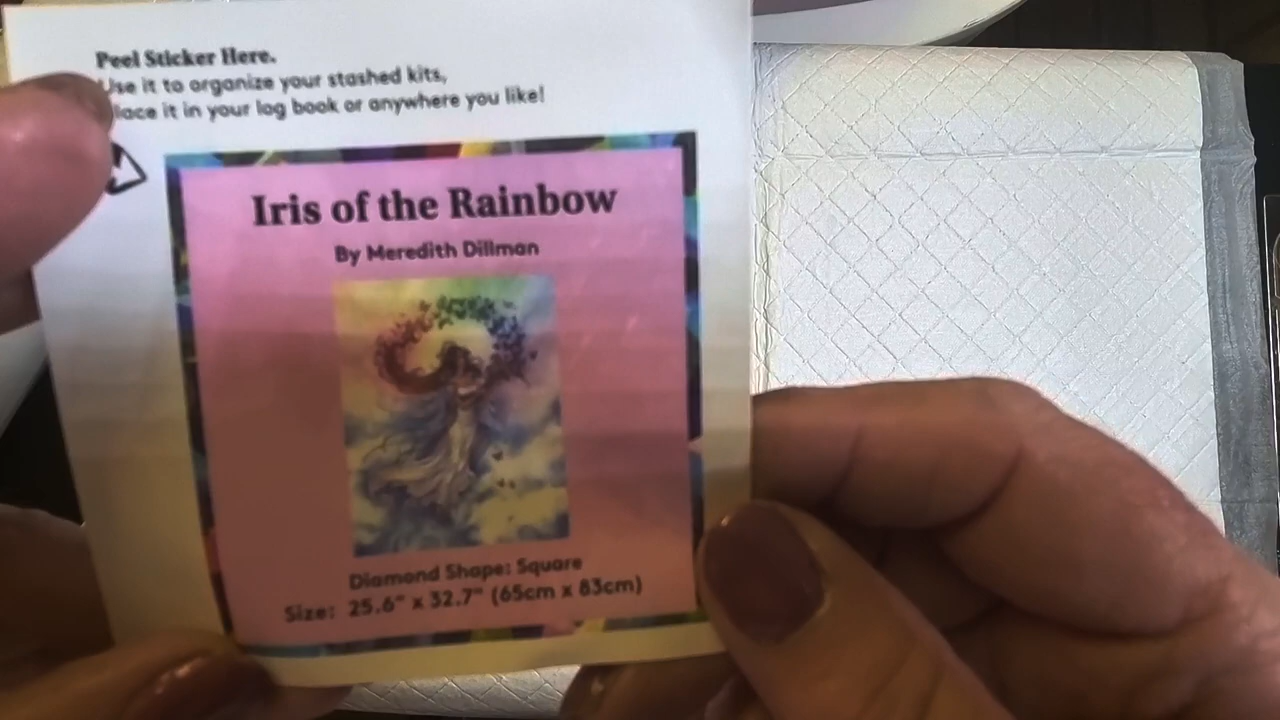 Peel Sticker Here.
Use it to organize your stashed kits,
lace it in your log book or anywhere you like!
Iris of the Rainbow
By Meredith Dillman
Diamond Shape: Square
Size: 25.6" x 32.7" (65cm x 83cm)